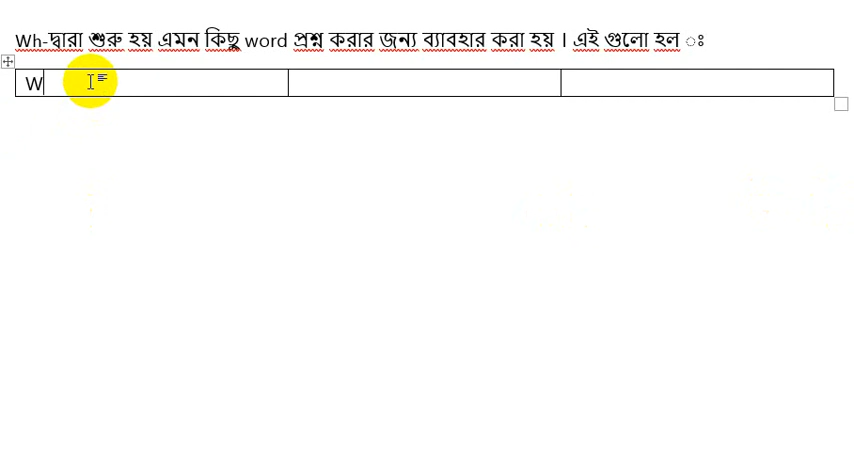 Wh-দ্বারা শুরু হয় এমন কিছু word প্রশ্ন করার জন্য ব্যাবহার করা হয় । এই গুলো হল ঃ
W